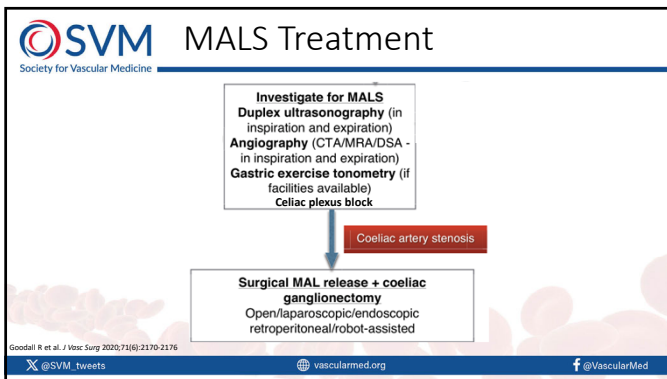 SVM
Society for Vascular Medicine
MALS Treatment
Investigate for MALS
Duplex ultrasonography (in
inspiration and expiration)
Angiography (CTA/MRA/DSA -
in inspiration and expiration)
Gastric exercise tonometry (if
facilities available)
Celiac plexus block
Coeliac artery stenosis
Surgical MAL release + coeliac
ganglionectomy
Open/laparoscopic/endoscopic
retroperitoneal/robot-assisted
Goodall R et al. J Vasc Surg 2020;71(6):2170-2176
@SVM_tweets
vascularmed.org
@VascularMed